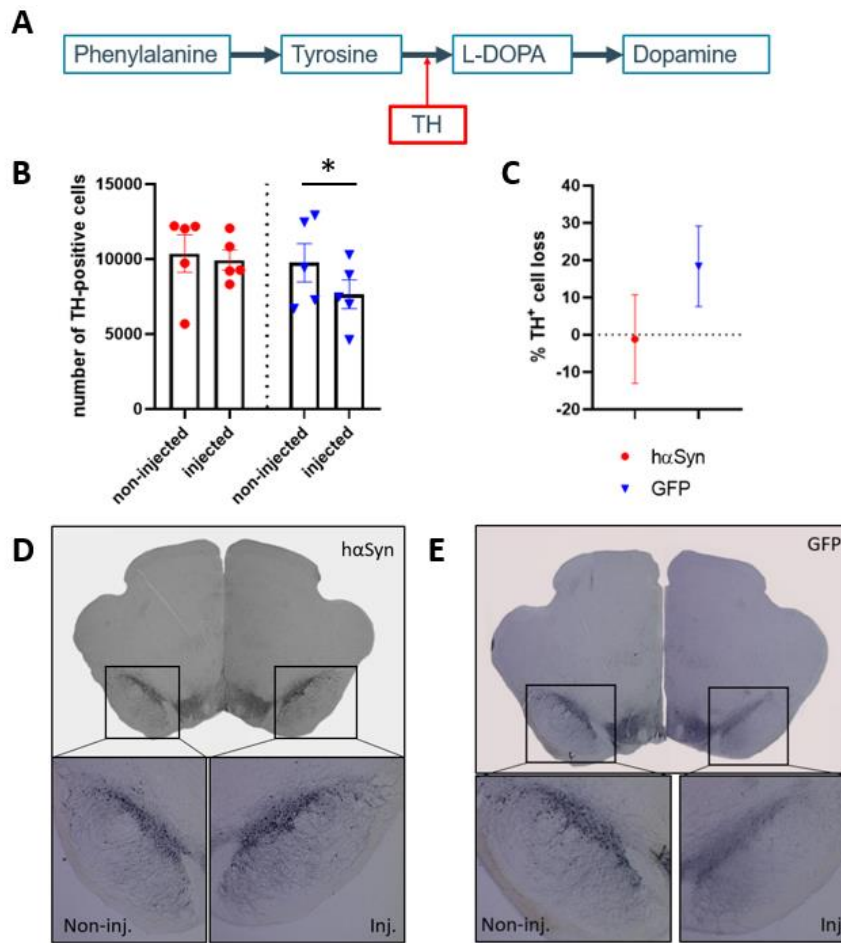 A
Phenylalanine
Tyrosine
L-DOPA
Dopamine
TH
B
number of TH-positive cells
15000
10000
5000
0
*
non-injected
injected
non-injected
injected
C
% TH⁺ cell loss
40
30
20
10
0
-10
-20
hαSyn
GFP
D
hαSyn
Non-inj.
Inj.
E
GFP
Non-inj.
Inj